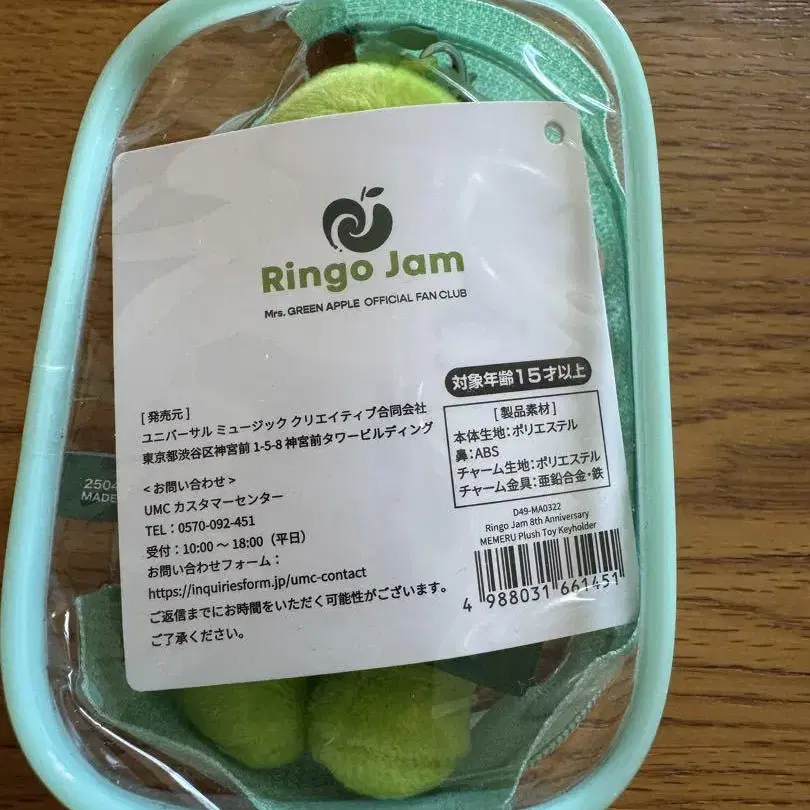 Ringo Jam
Mrs. GREEN APPLE OFFICIAL FAN CLUB
対象年齢15才以上
[発売元]
ユニバーサル ミュージック クリエイティブ合同会社
東京都渋谷区神宮前 1-5-8 神宮前タワービルディング
<お問い合わせ>
UMC カスタマーセンター
TEL：0570-092-451
受付：10:00 〜 18:00（平日）
お問い合わせフォーム：
https://inquiriesform.jp/umc-contact
ご返信までにお時間をいただく可能性がございます。
ご了承ください。
[製品素材]
本体生地：ポリエステル
鼻：ABS
チャーム生地：ポリエステル
チャーム金具：亜鉛合金・鉄
D49-MA0322
Ringo Jam 8th Anniversary
MEMERU Plush Toy Keyholder
4 988031 661451
2504
MADE